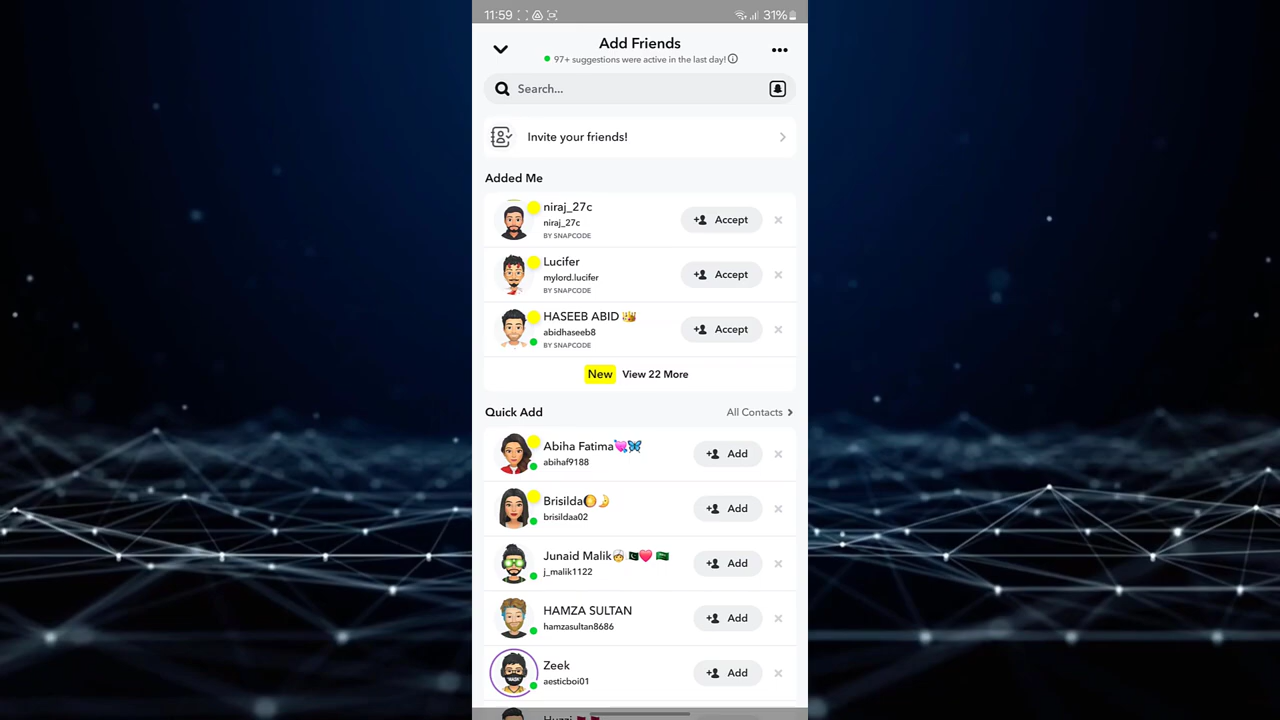 11:59 31%
Add Friends
97+ suggestions were active in the last day!
Search...
Invite your friends!
Added Me
niraj_27c
niraj_27c
BY SNAPCODE
Accept
Lucifer
mylord.lucifer
BY SNAPCODE
Accept
HASEEB ABID 👑
abidhaseeb8
BY SNAPCODE
Accept
New View 22 More
Quick Add All Contacts
Abiha Fatima💘🦋
abihaf9188
Add
Brisilda🌕🌛
brisildaa02
Add
Junaid Malik👳🇵🇰❤️🇸🇦
j_malik1122
Add
HAMZA SULTAN
hamzasultan8686
Add
Zeek
aesticboi01
Add